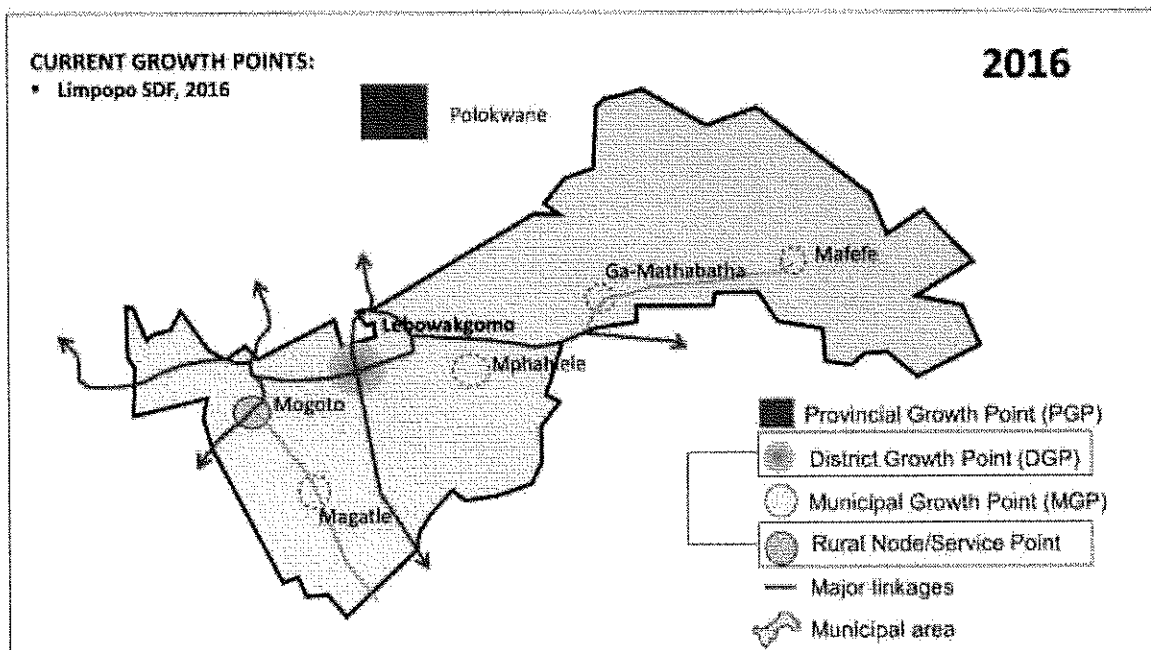 CURRENT GROWTH POINTS:
• Limpopo SDF, 2016
2016
Polokwane
Mafefe
Ga-Mathabatha
Lebowakgomo
Mphahlele
Mogoto
Magatle
Provincial Growth Point (PGP)
District Growth Point (DGP)
Municipal Growth Point (MGP)
Rural Node/Service Point
Major linkages
Municipal area